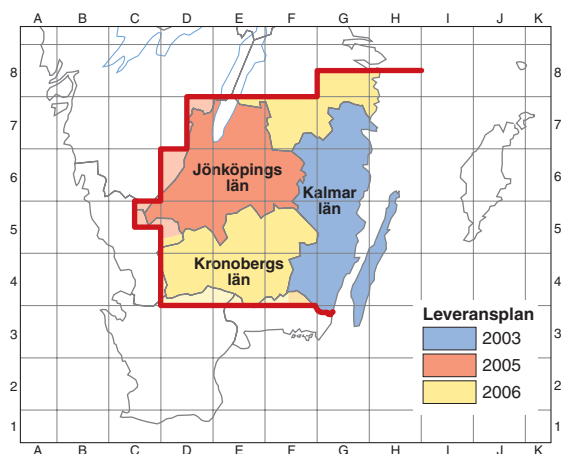 A B C D E F G H I J K
8 8
7 7
6 6
5 5
4 4
3 3
2 2
1 1
A B C D E F G H I J K
Jönköpings
län
Kalmar
län
Kronobergs
län
Leveransplan
2003
2005
2006